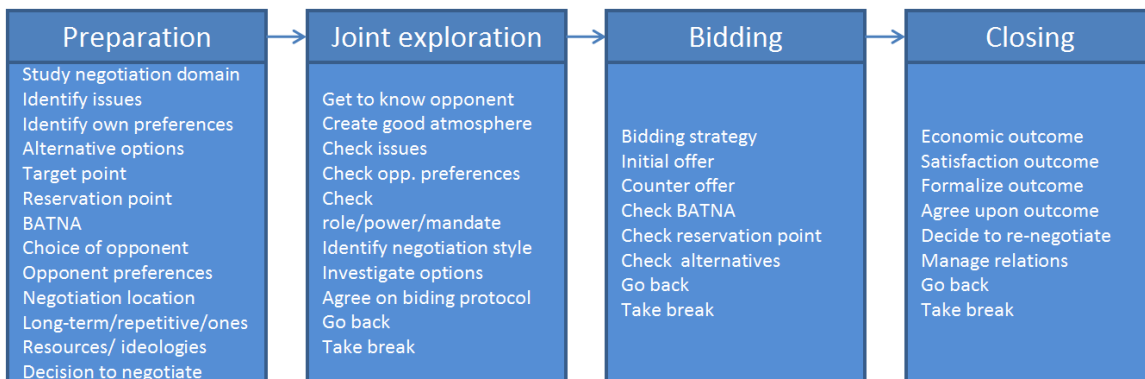 Preparation
Study negotiation domain
Identify issues
Identify own preferences
Alternative options
Target point
Reservation point
BATNA
Choice of opponent
Opponent preferences
Negotiation location
Long-term/repetitive/ones
Resources/ ideologies
Decision to negotiate
Joint exploration
Get to know opponent
Create good atmosphere
Check issues
Check opp. preferences
Check
role/power/mandate
Identify negotiation style
Investigate options
Agree on biding protocol
Go back
Take break
Bidding
Bidding strategy
Initial offer
Counter offer
Check BATNA
Check reservation point
Check alternatives
Go back
Take break
Closing
Economic outcome
Satisfaction outcome
Formalize outcome
Agree upon outcome
Decide to re-negotiate
Manage relations
Go back
Take break